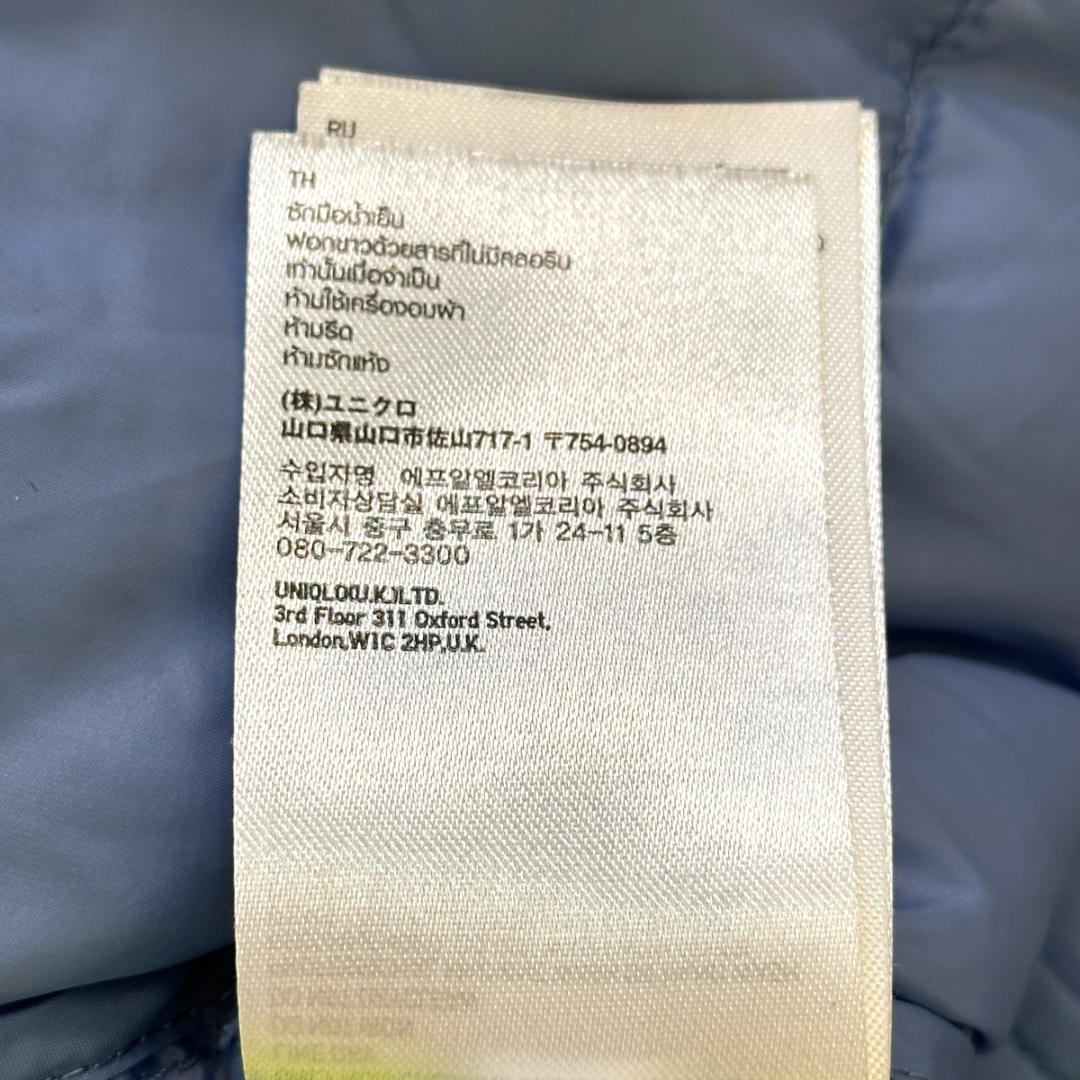 RU
TH
ซักมือน้ำเย็น
ฟอกขาวด้วยสารที่ไม่มีคลอรีน
เท่านั้นเมื่อจำเป็น
ห้ามใช้เครื่องอบผ้า
ห้ามรีด
ห้ามซักแห้ง
(株)ユニクロ
山口県山口市佐山717-1 〒754-0894
수입자명 에프알엘코리아 주식회사
소비자상담실 에프알엘코리아 주식회사
서울시 중구 충무로 1가 24-11 5층
080-722-3300
UNIQLO(U.K.)LTD.
3rd Floor 311 Oxford Street,
London,W1C 2HP,U.K.